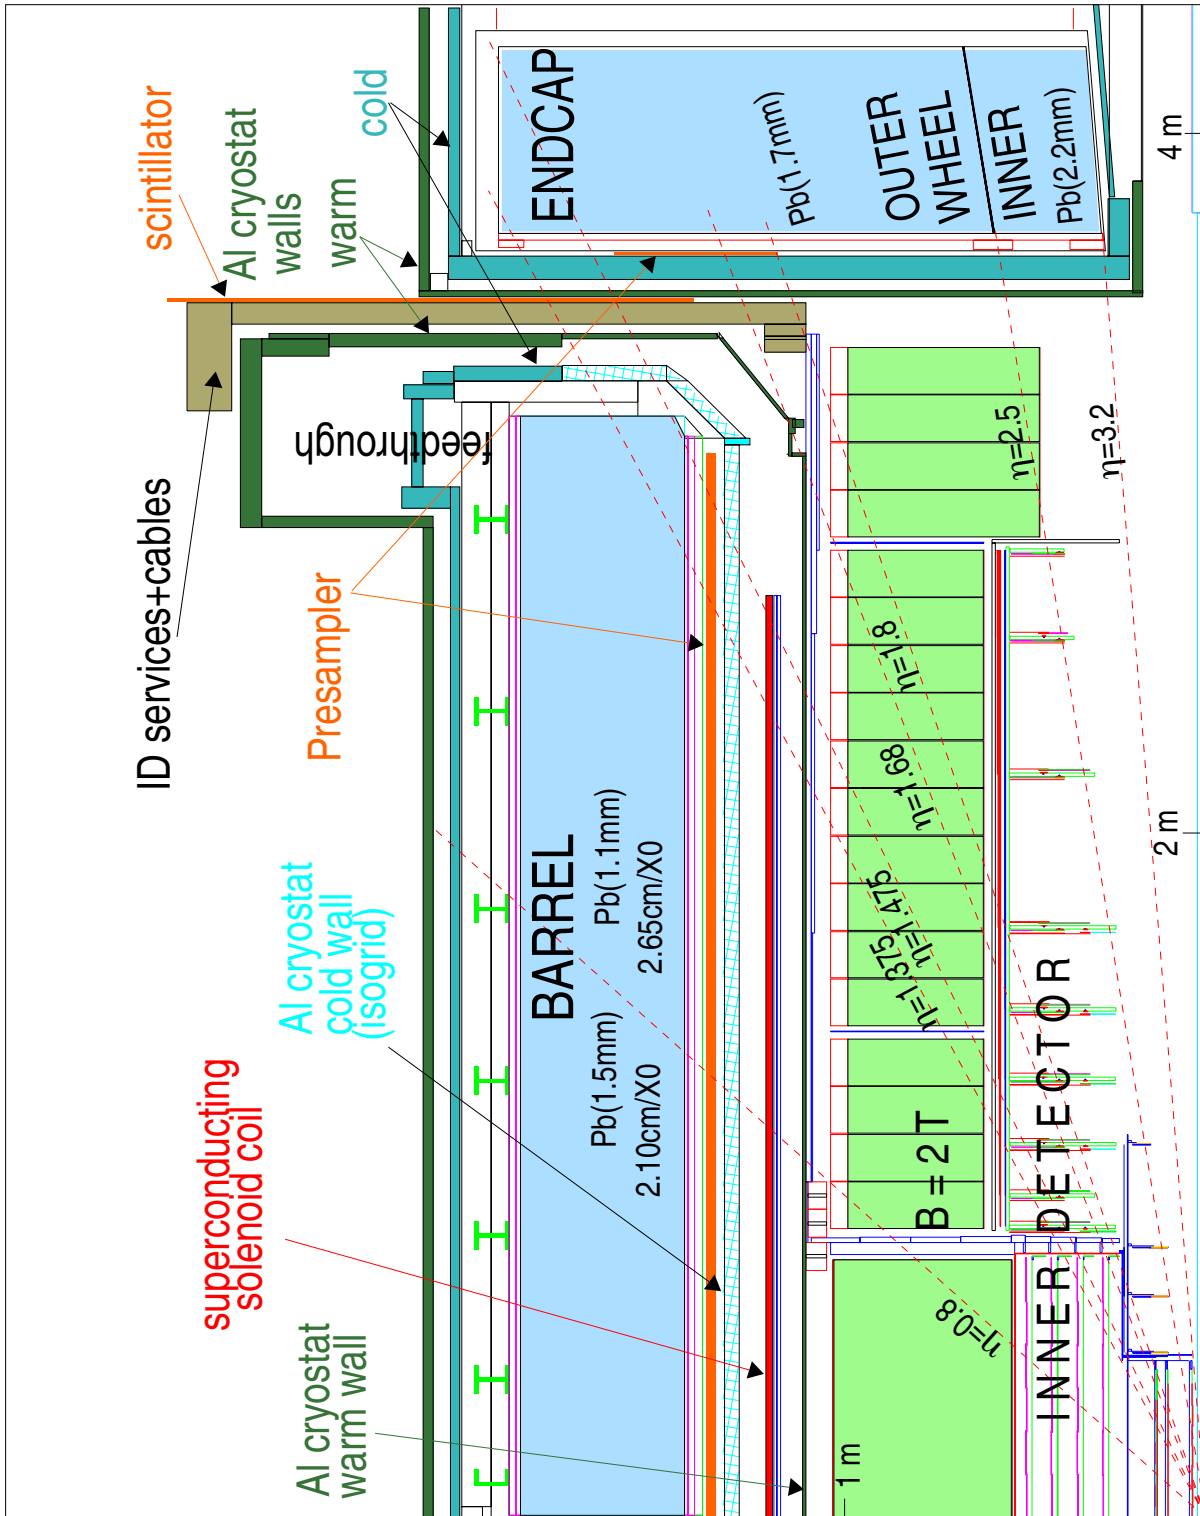 scintillator
Al cryostat
walls
warm
cold
ENDCAP
Pb(1.7mm)
OUTER
WHEEL
INNER
Pb(2.2mm)
4 m
ID services+cables
feedthrough
Presampler
Al cryostat
cold wall
(isogrid)
superconducting
solenoid coil
Al cryostat
warm wall
BARREL
Pb(1.1mm)
2.65cm/X0
Pb(1.5mm)
2.10cm/X0
η=2.5
η=3.2
η=1.8
η=1.68
η=1.475
η=1.375
η=0.8
B = 2 T
INNER DETECTOR
2 m
1 m